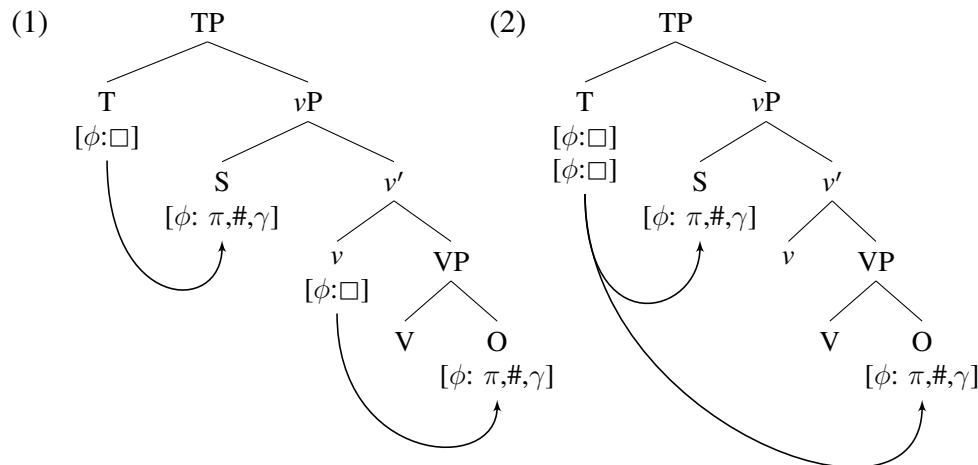 (1) TP (2) TP
T vP T vP
[ϕ:□] [ϕ:□]
[ϕ:□]
S v′ S v′
[ϕ: π,#,γ] [ϕ: π,#,γ]
v VP v VP
[ϕ:□]
V O V O
[ϕ: π,#,γ] [ϕ: π,#,γ]